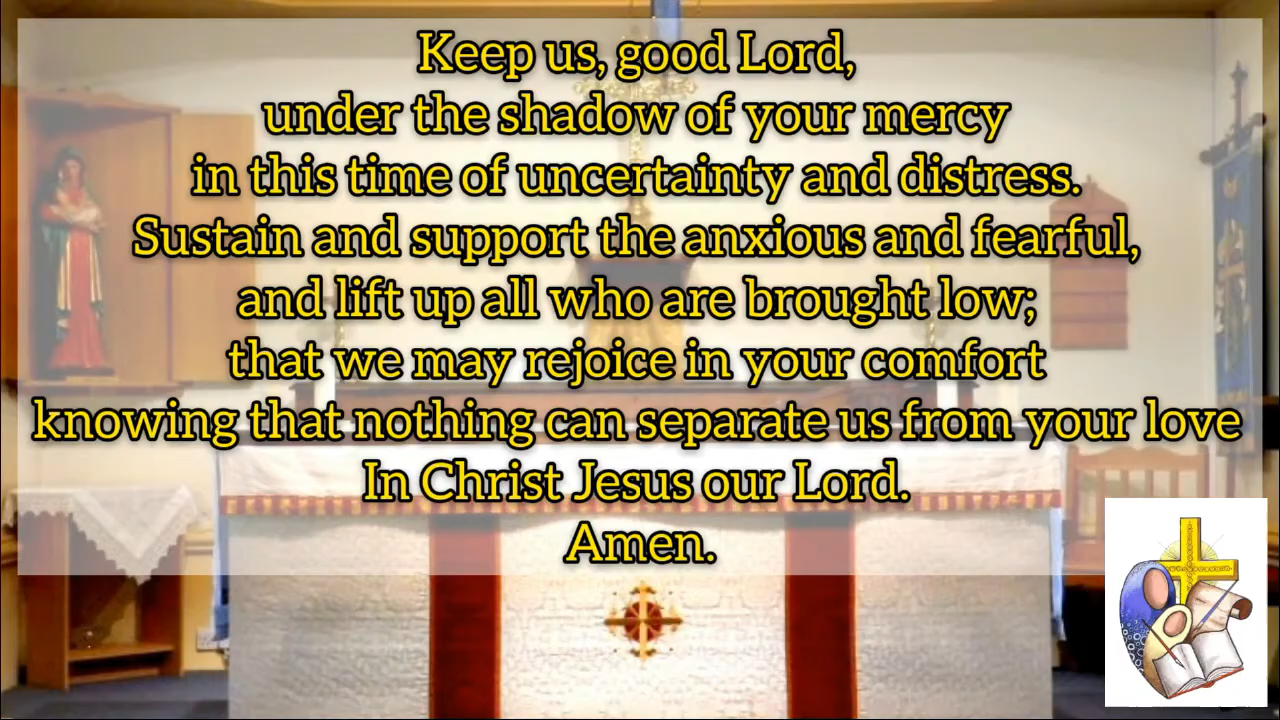 Keep us, good Lord,
under the shadow of your mercy
in this time of uncertainty and distress.
Sustain and support the anxious and fearful,
and lift up all who are brought low;
that we may rejoice in your comfort
knowing that nothing can separate us from your love
In Christ Jesus our Lord.
Amen.